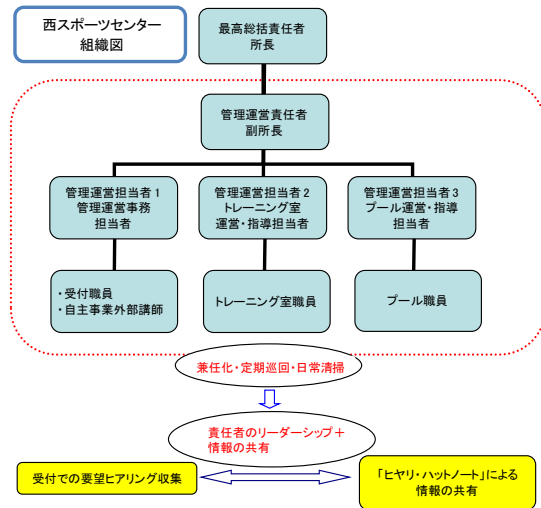 西スポーツセンター
組織図
最高総括責任者
所長
管理運営責任者
副所長
管理運営担当者1
管理運営事務
担当者
管理運営担当者2
トレーニング室
運営・指導担当者
管理運営担当者3
プール運営・指導
担当者
・受付職員
・自主事業外部講師
トレーニング室職員
プール職員
兼任化・定期巡回・日常清掃
責任者のリーダーシップ+
情報の共有
受付での要望ヒアリング収集
「ヒヤリ・ハットノート」による
情報の共有